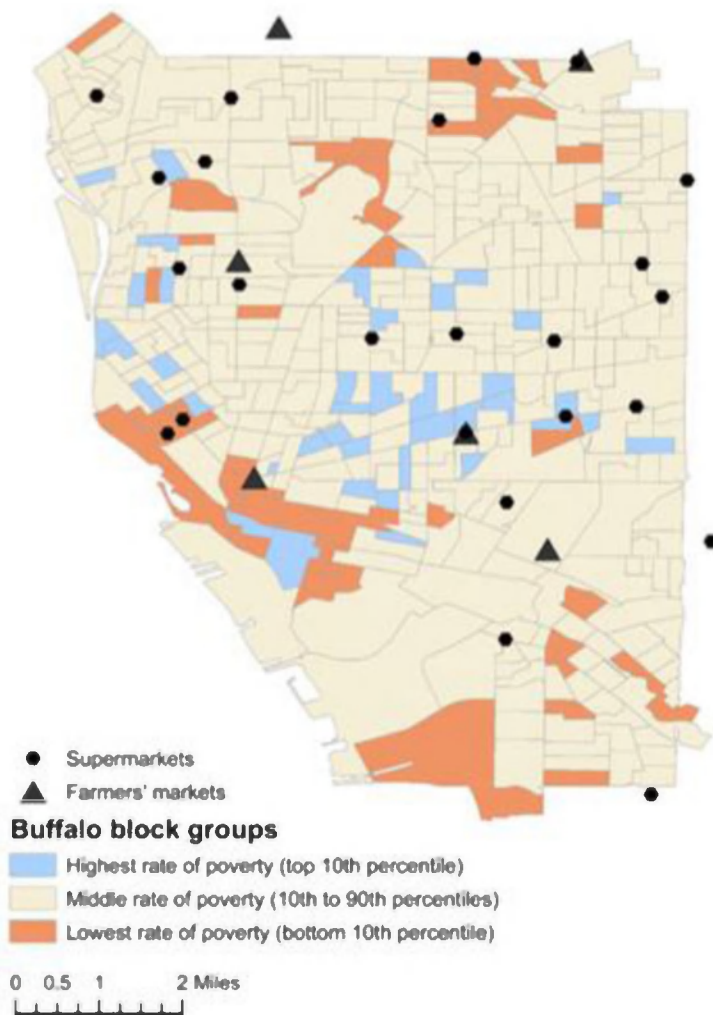 Supermarkets
Farmers' markets
Buffalo block groups
Highest rate of poverty (top 10th percentile)
Middle rate of poverty (10th to 90th percentiles)
Lowest rate of poverty (bottom 10th percentile)
0 0.5 1 2 Miles